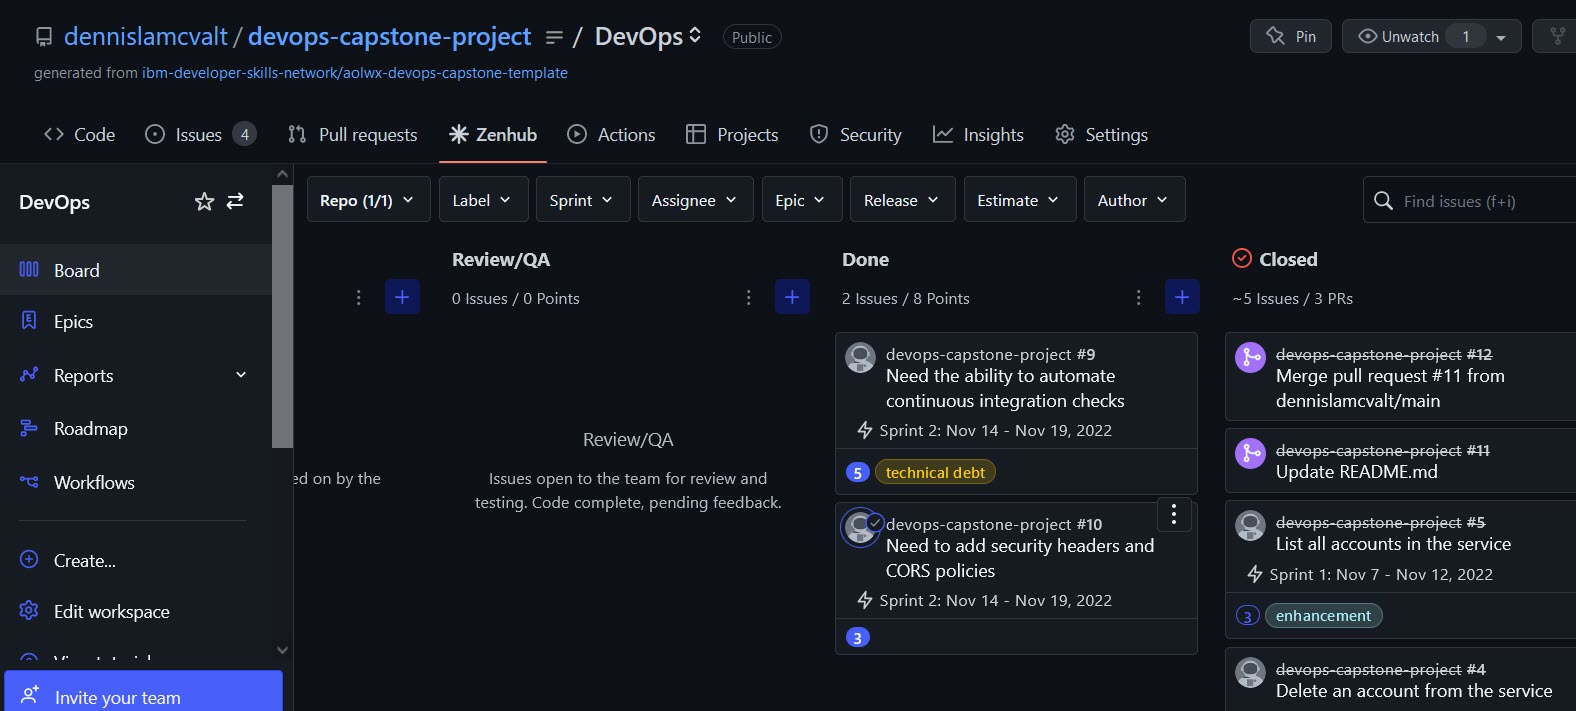 dennislamcvalt / devops-capstone-project / DevOps Public
Pin
Unwatch 1
generated from ibm-developer-skills-network/aolwx-devops-capstone-template
Code
Issues 4
Pull requests
Zenhub
Actions
Projects
Security
Insights
Settings
DevOps
Board
Epics
Reports
Roadmap
Workflows
Create...
Edit workspace
Invite your team
Repo (1/1)
Label
Sprint
Assignee
Epic
Release
Estimate
Author
Find issues (f+i)
ed on by the
Review/QA
0 Issues / 0 Points
Review/QA
Issues open to the team for review and
testing. Code complete, pending feedback.
Done
2 Issues / 8 Points
devops-capstone-project #9
Need the ability to automate
continuous integration checks
Sprint 2: Nov 14 - Nov 19, 2022
5 technical debt
devops-capstone-project #10
Need to add security headers and
CORS policies
Sprint 2: Nov 14 - Nov 19, 2022
3
Closed
~5 Issues / 3 PRs
devops-capstone-project #12
Merge pull request #11 from
dennislamcvalt/main
devops-capstone-project #11
Update README.md
devops-capstone-project #5
List all accounts in the service
Sprint 1: Nov 7 - Nov 12, 2022
3 enhancement
devops-capstone-project #4
Delete an account from the service